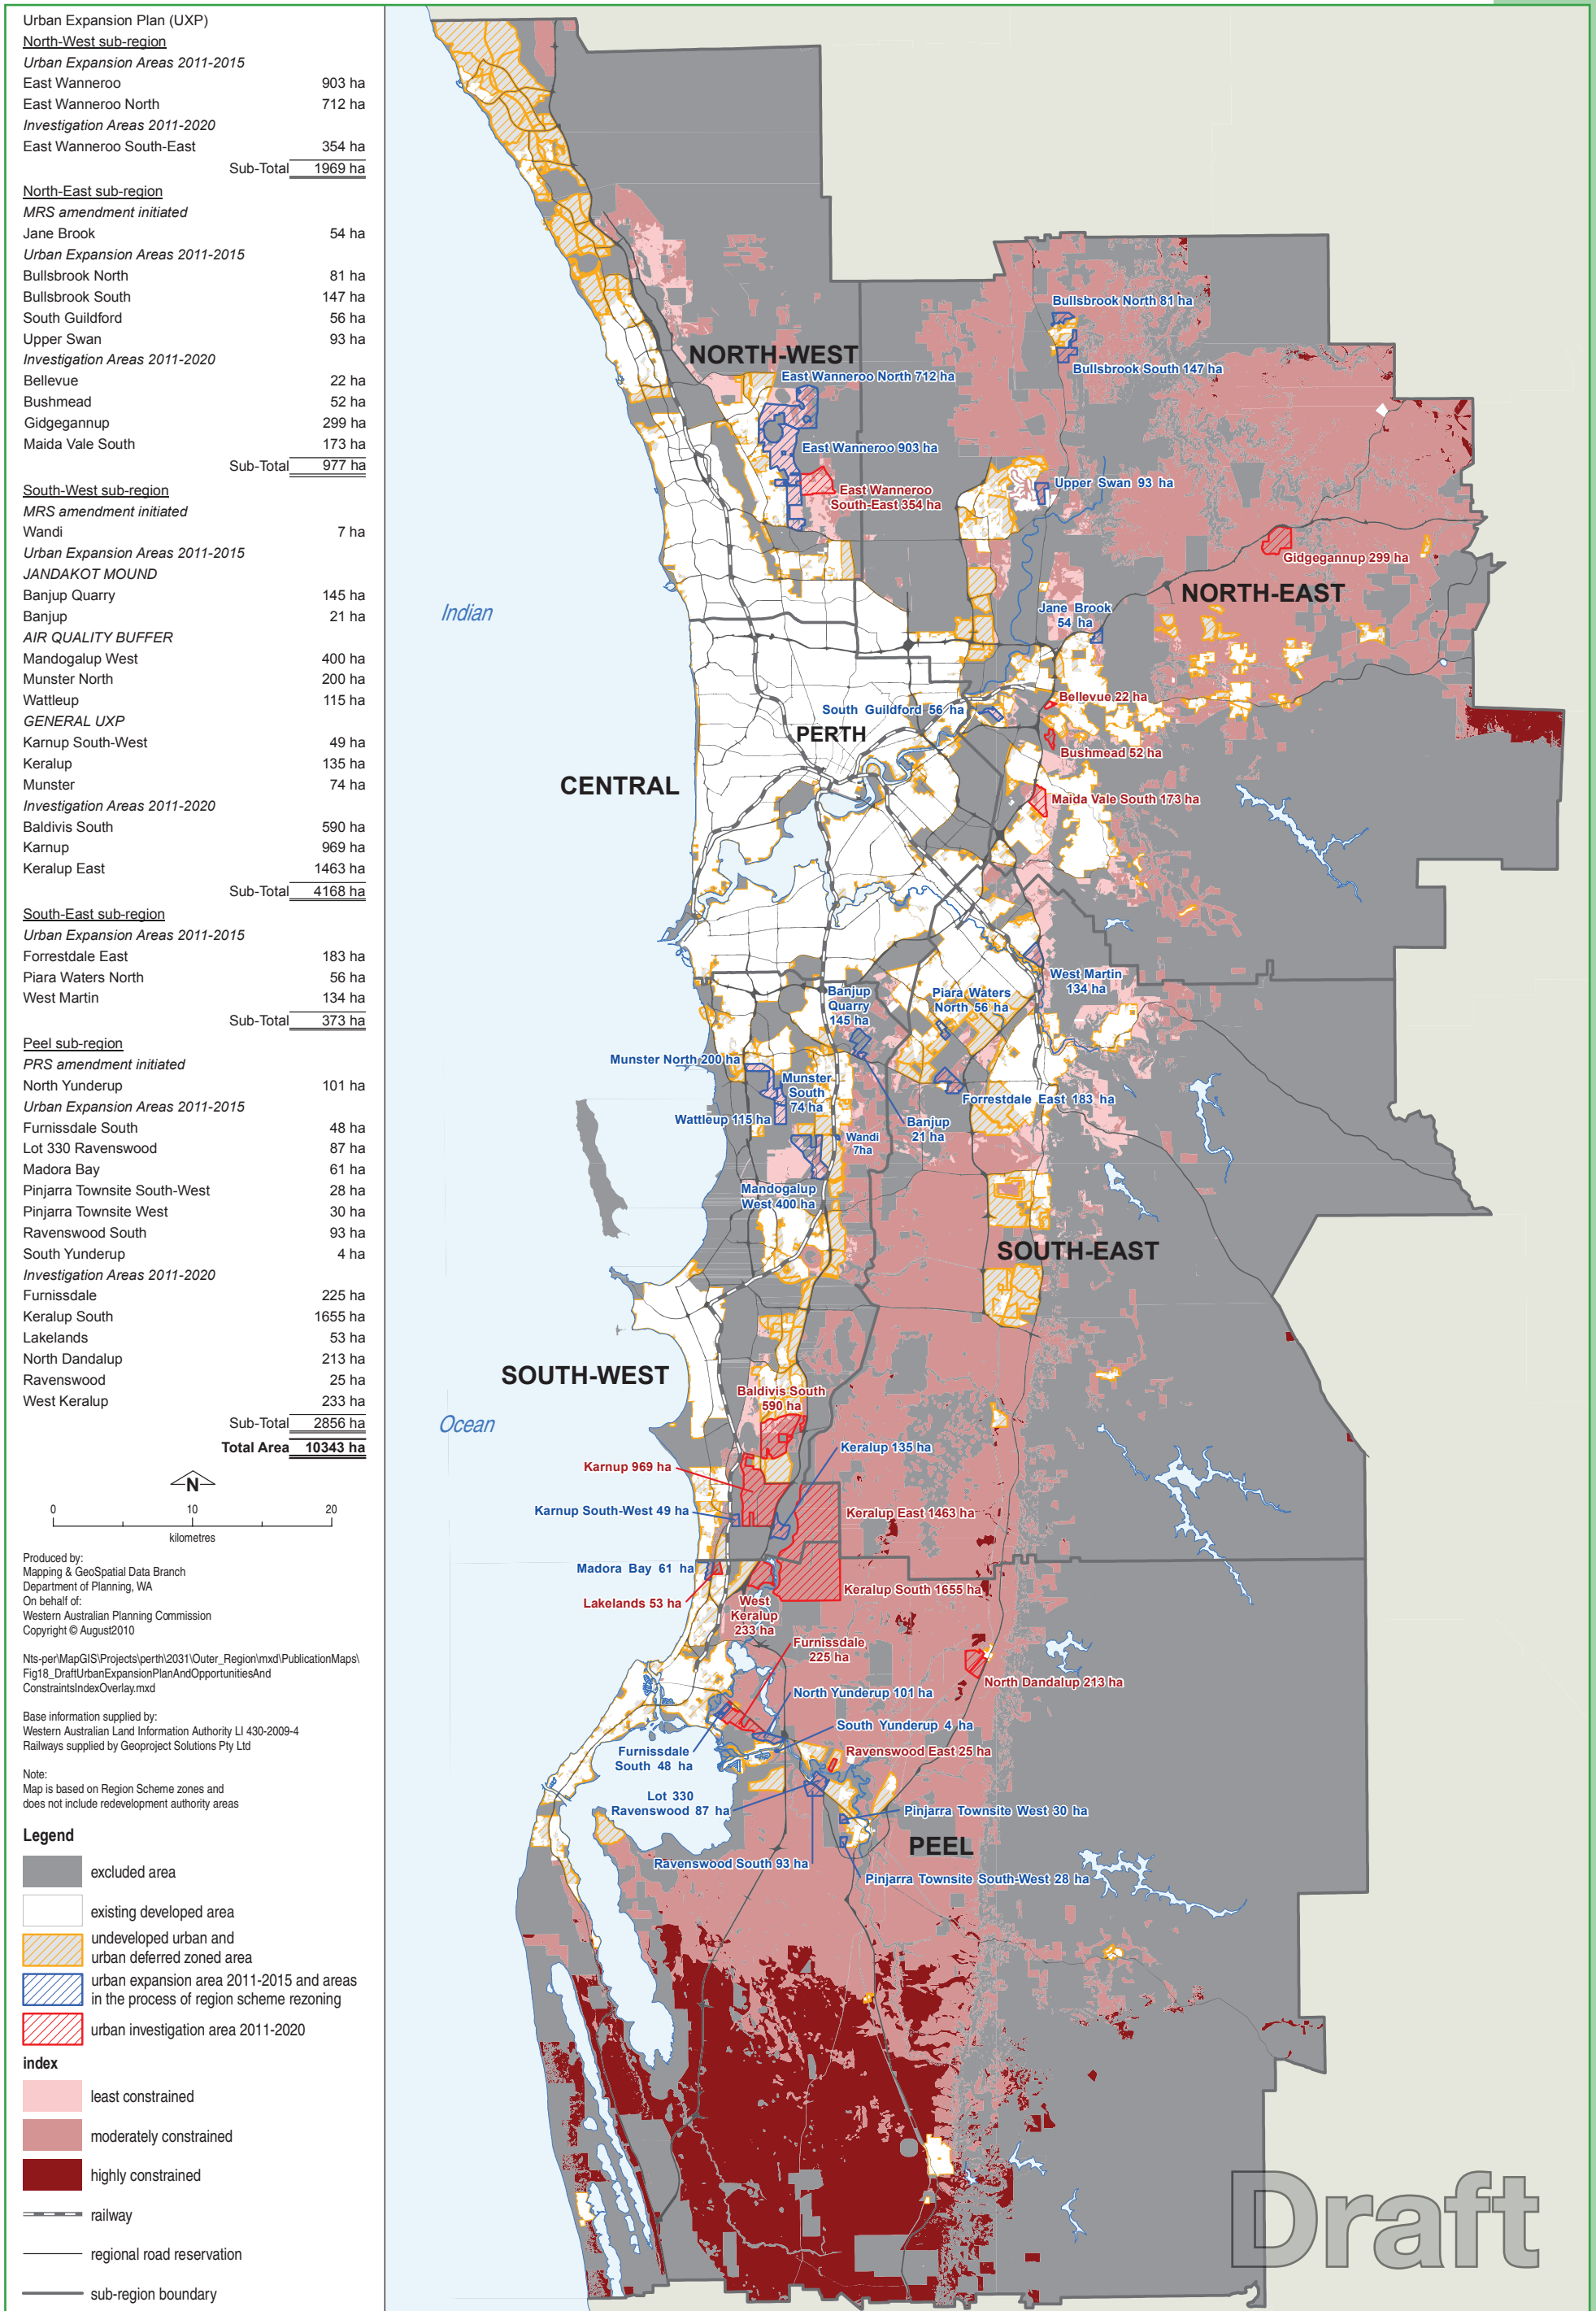 Urban Expansion Plan (UXP)
North-West sub-region
Urban Expansion Areas 2011-2015
East Wanneroo 903 ha
East Wanneroo North 712 ha
Investigation Areas 2011-2020
East Wanneroo South-East 354 ha
Sub-Total 1969 ha
North-East sub-region
MRS amendment initiated
Jane Brook 54 ha
Urban Expansion Areas 2011-2015
Bullsbrook North 81 ha
Bullsbrook South 147 ha
South Guildford 56 ha
Upper Swan 93 ha
Investigation Areas 2011-2020
Bellevue 22 ha
Bushmead 52 ha
Gidgegannup 299 ha
Maida Vale South 173 ha
Sub-Total 977 ha
South-West sub-region
MRS amendment initiated
Wandi 7 ha
Urban Expansion Areas 2011-2015
JANDAKOT MOUND
Banjup Quarry 145 ha
Banjup 21 ha
AIR QUALITY BUFFER
Mandogalup West 400 ha
Munster North 200 ha
Wattleup 115 ha
GENERAL UXP
Karnup South-West 49 ha
Keralup 135 ha
Munster 74 ha
Investigation Areas 2011-2020
Baldivis South 590 ha
Karnup 969 ha
Keralup East 1463 ha
Sub-Total 4168 ha
South-East sub-region
Urban Expansion Areas 2011-2015
Forrestdale East 183 ha
Piara Waters North 56 ha
West Martin 134 ha
Sub-Total 373 ha
Peel sub-region
PRS amendment initiated
North Yunderup 101 ha
Urban Expansion Areas 2011-2015
Furnissdale South 48 ha
Lot 330 Ravenswood 87 ha
Madora Bay 61 ha
Pinjarra Townsite South-West 28 ha
Pinjarra Townsite West 30 ha
Ravenswood South 93 ha
South Yunderup 4 ha
Investigation Areas 2011-2020
Furnissdale 225 ha
Keralup South 1655 ha
Lakelands 53 ha
North Dandalup 213 ha
Ravenswood 25 ha
West Keralup 233 ha
Sub-Total 2856 ha
Total Area 10343 ha
N
0 10 20
kilometres
Produced by:
Mapping & GeoSpatial Data Branch
Department of Planning, WA
On behalf of:
Western Australian Planning Commission
Copyright © August2010
Nts-per\MapGIS\Projects\perth\2031\Outer_Region\mxd\PublicationMaps\
Fig18_DraftUrbanExpansionPlanAndOpportunitiesAnd
ConstraintsIndexOverlay.mxd
Base information supplied by:
Western Australian Land Information Authority LI 430-2009-4
Railways supplied by Geoproject Solutions Pty Ltd
Note:
Map is based on Region Scheme zones and
does not include redevelopment authority areas
Legend
excluded area
existing developed area
undeveloped urban and
urban deferred zoned area
urban expansion area 2011-2015 and areas
in the process of region scheme rezoning
urban investigation area 2011-2020
index
least constrained
moderately constrained
highly constrained
railway
regional road reservation
sub-region boundary
Bullsbrook North 81 ha
NORTH-WEST
Bullsbrook South 147 ha
East Wanneroo North 712 ha
East Wanneroo 903 ha
Upper Swan 93 ha
East Wanneroo
South-East 354 ha
Gidgegannup 299 ha
NORTH-EAST
Indian
Jane Brook
54 ha
Bellevue 22 ha
South Guildford 56 ha
PERTH
Bushmead 52 ha
CENTRAL
Maida Vale South 173 ha
West Martin
134 ha
Banjup
Quarry
145 ha
Piara Waters
North 56 ha
Munster North 200 ha
Munster
South
74 ha
Forrestdale East 183 ha
Wattleup 115 ha
Banjup
21 ha
Wandi
7ha
Mandogalup
West 400 ha
SOUTH-EAST
SOUTH-WEST
Baldivis South
590 ha
Ocean
Keralup 135 ha
Karnup 969 ha
Karnup South-West 49 ha
Keralup East 1463 ha
Madora Bay 61 ha
Keralup South 1655 ha
Lakelands 53 ha
West
Keralup
233 ha
Furnissdale
225 ha
North Dandalup 213 ha
North Yunderup 101 ha
South Yunderup 4 ha
Furnissdale
South 48 ha
Ravenswood East 25 ha
Lot 330
Ravenswood 87 ha
Pinjarra Townsite West 30 ha
PEEL
Ravenswood South 93 ha
Pinjarra Townsite South-West 28 ha
Draft